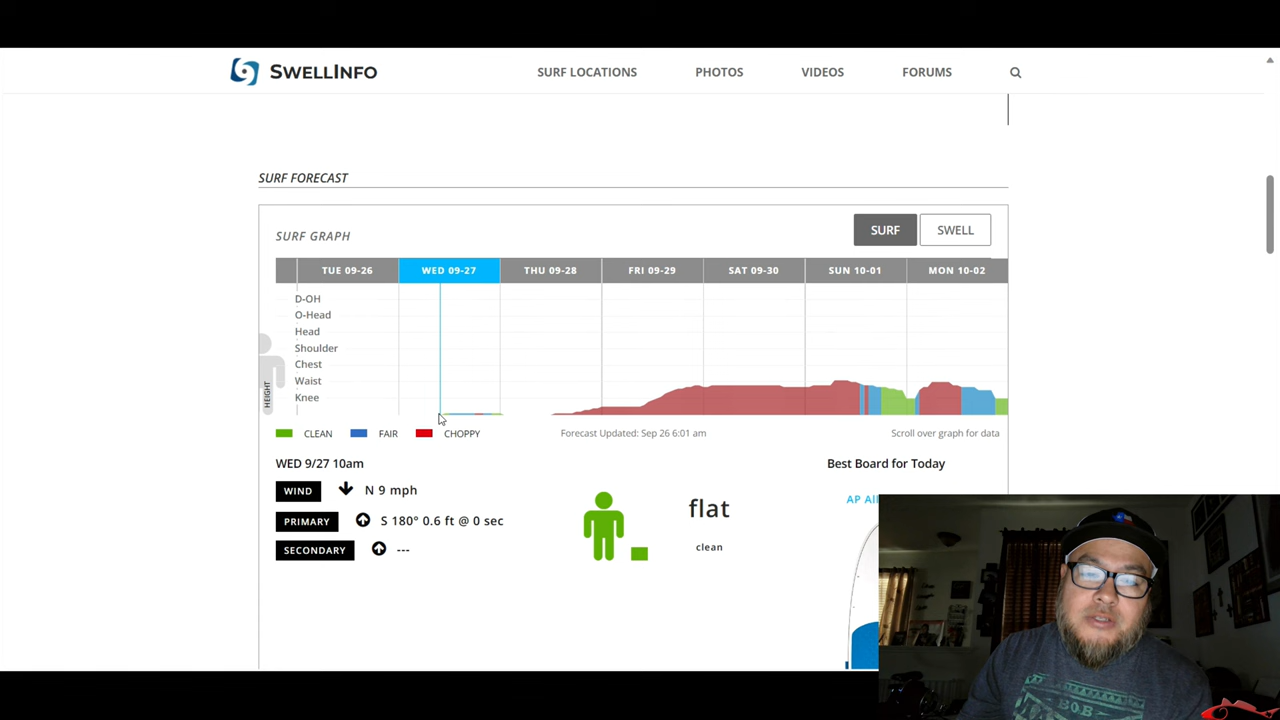 SWELLINFO
SURF LOCATIONS PHOTOS VIDEOS FORUMS
SURF FORECAST
SURF GRAPH
SURF SWELL
TUE 09-26 WED 09-27 THU 09-28 FRI 09-29 SAT 09-30 SUN 10-01 MON 10-02
D-OH
O-Head
Head
Shoulder
Chest
Waist
Knee
HEIGHT
CLEAN FAIR CHOPPY Forecast Updated: Sep 26 6:01 am Scroll over graph for data
WED 9/27 10am Best Board for Today
WIND N 9 mph
PRIMARY S 180° 0.6 ft @ 0 sec
SECONDARY ---
flat
clean
AP
BOB